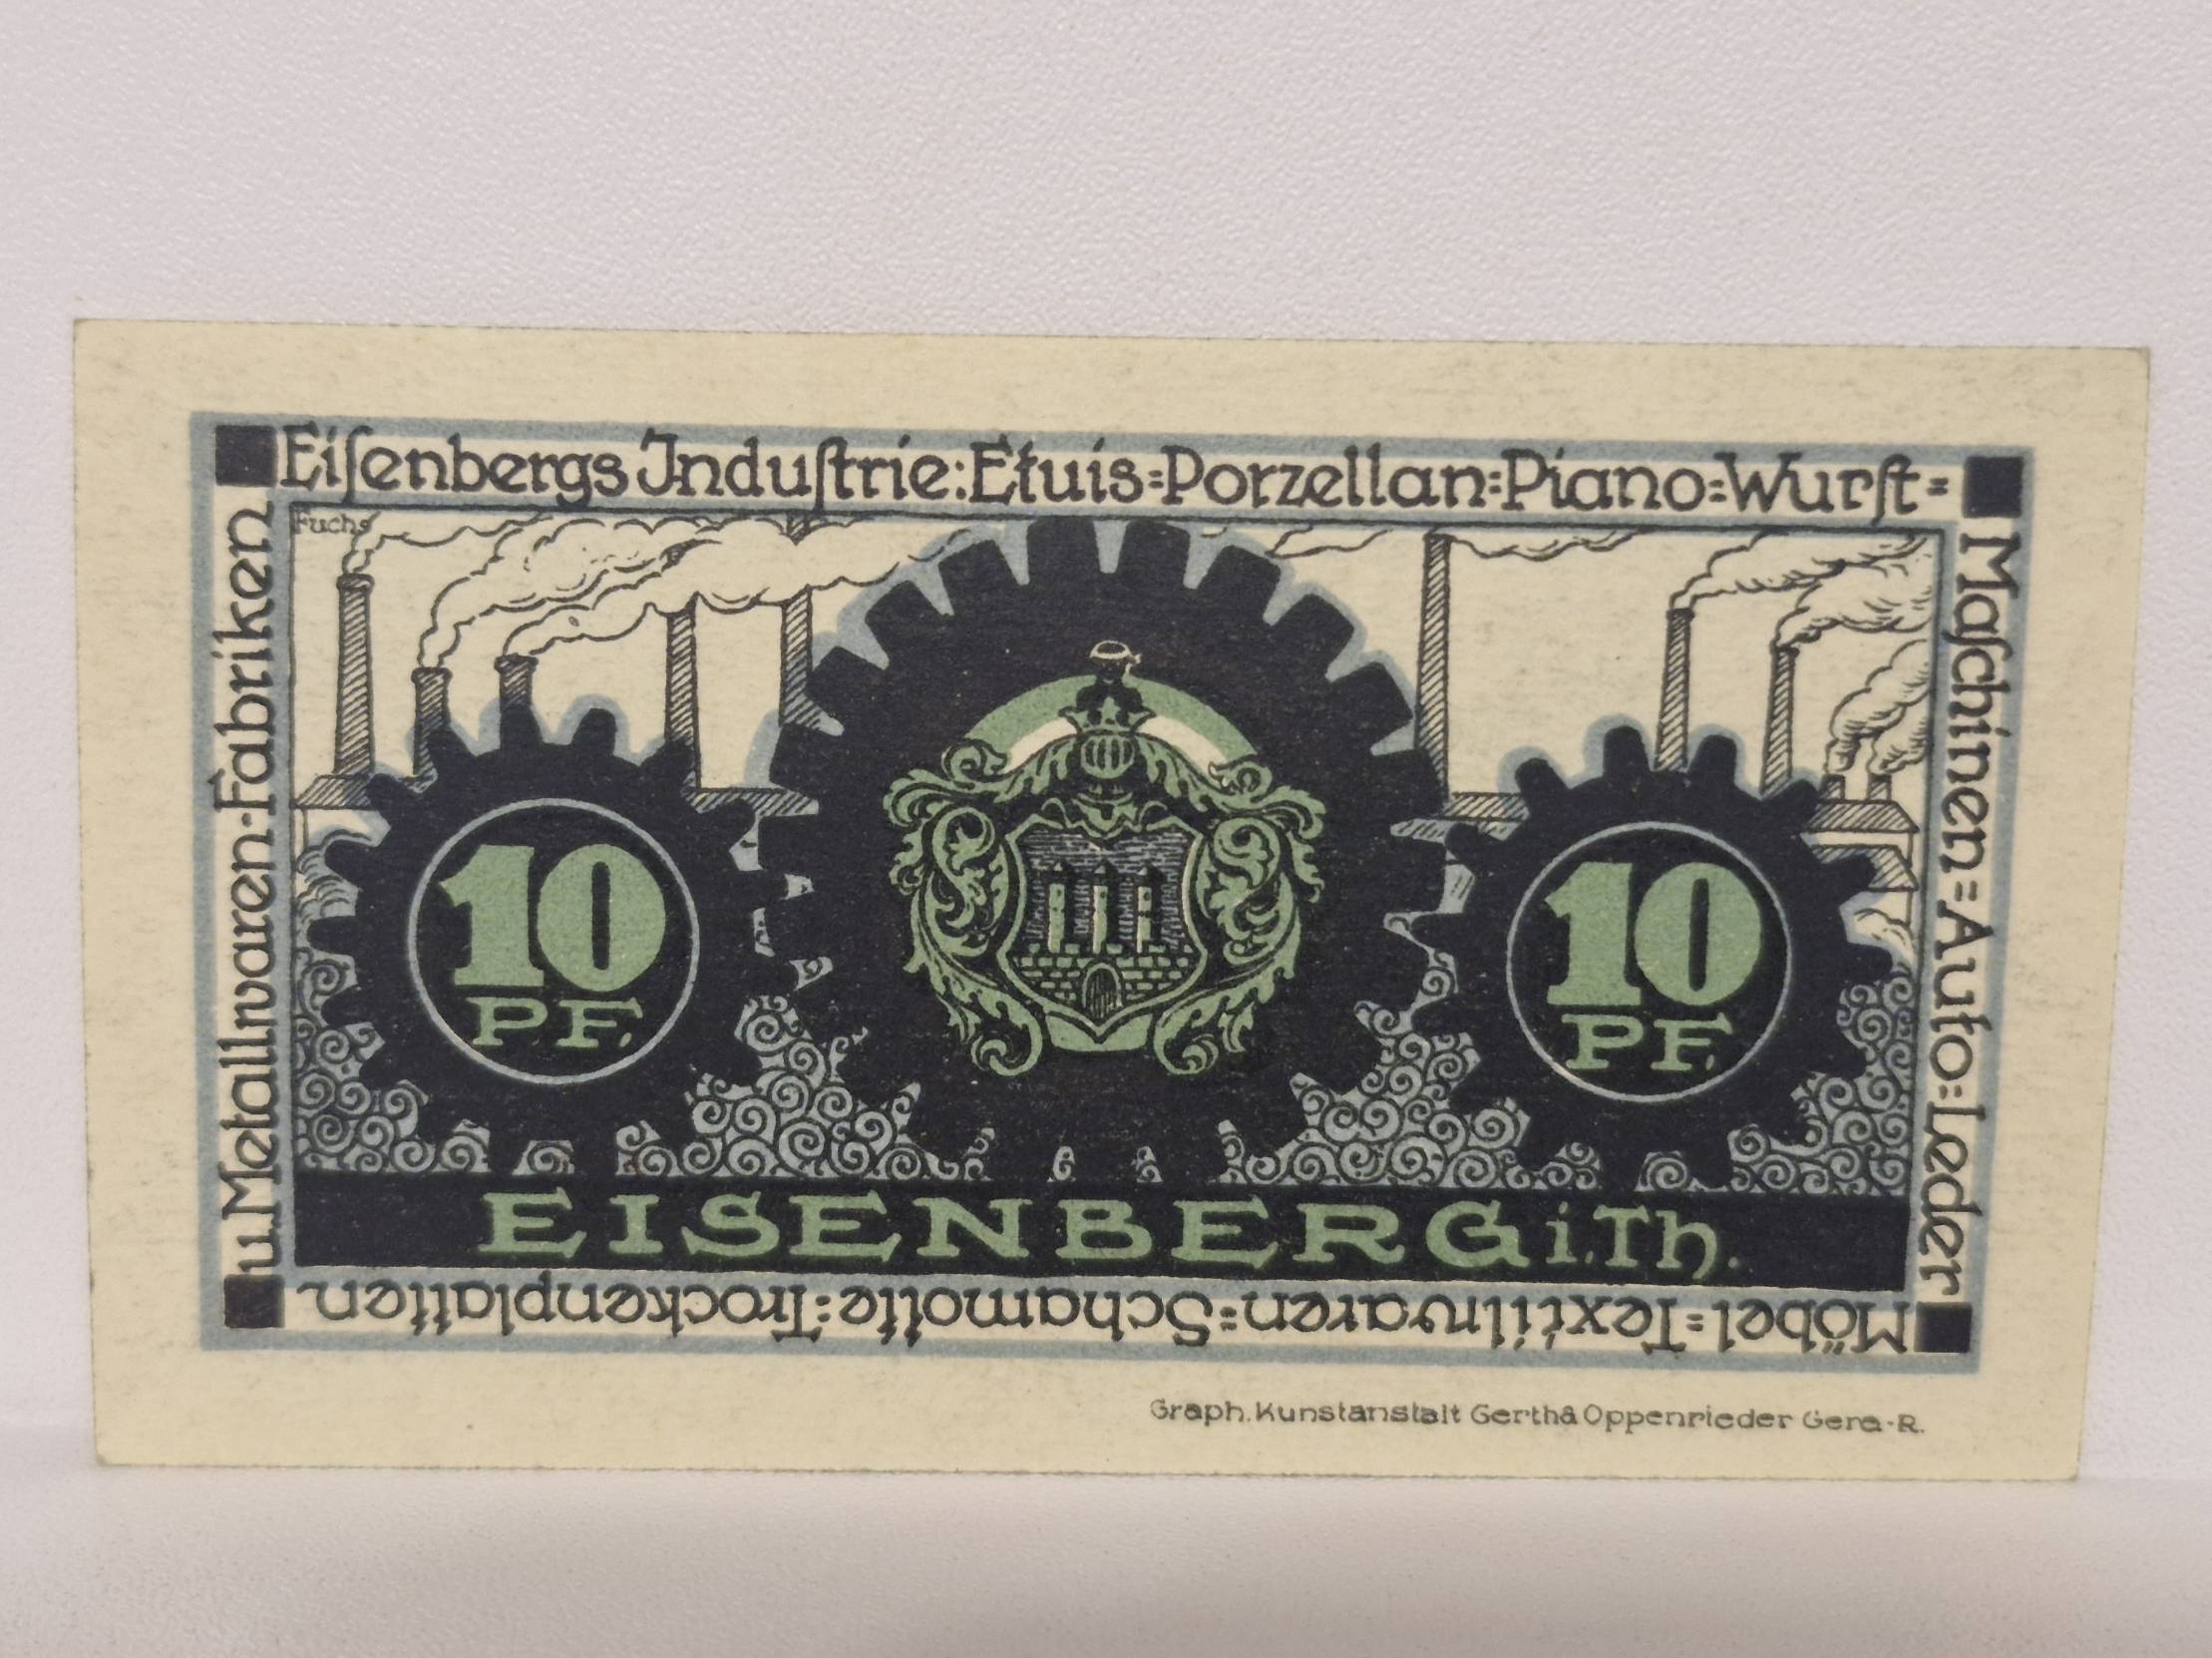 Eiſenbergs Induſtrie: Etuis=Porzellan=Piano=Wurſt=
Maſchinen=Auto=Leder
Möbel=Textilwaren=Schamotte=Trockenplatten
u. Metallwaren-Fabriken
Fuchs
10
PF.
10
PF.
EISENBERG i. Th.
Graph. Kunstanstalt Gerth & Oppenrieder Gera-R.